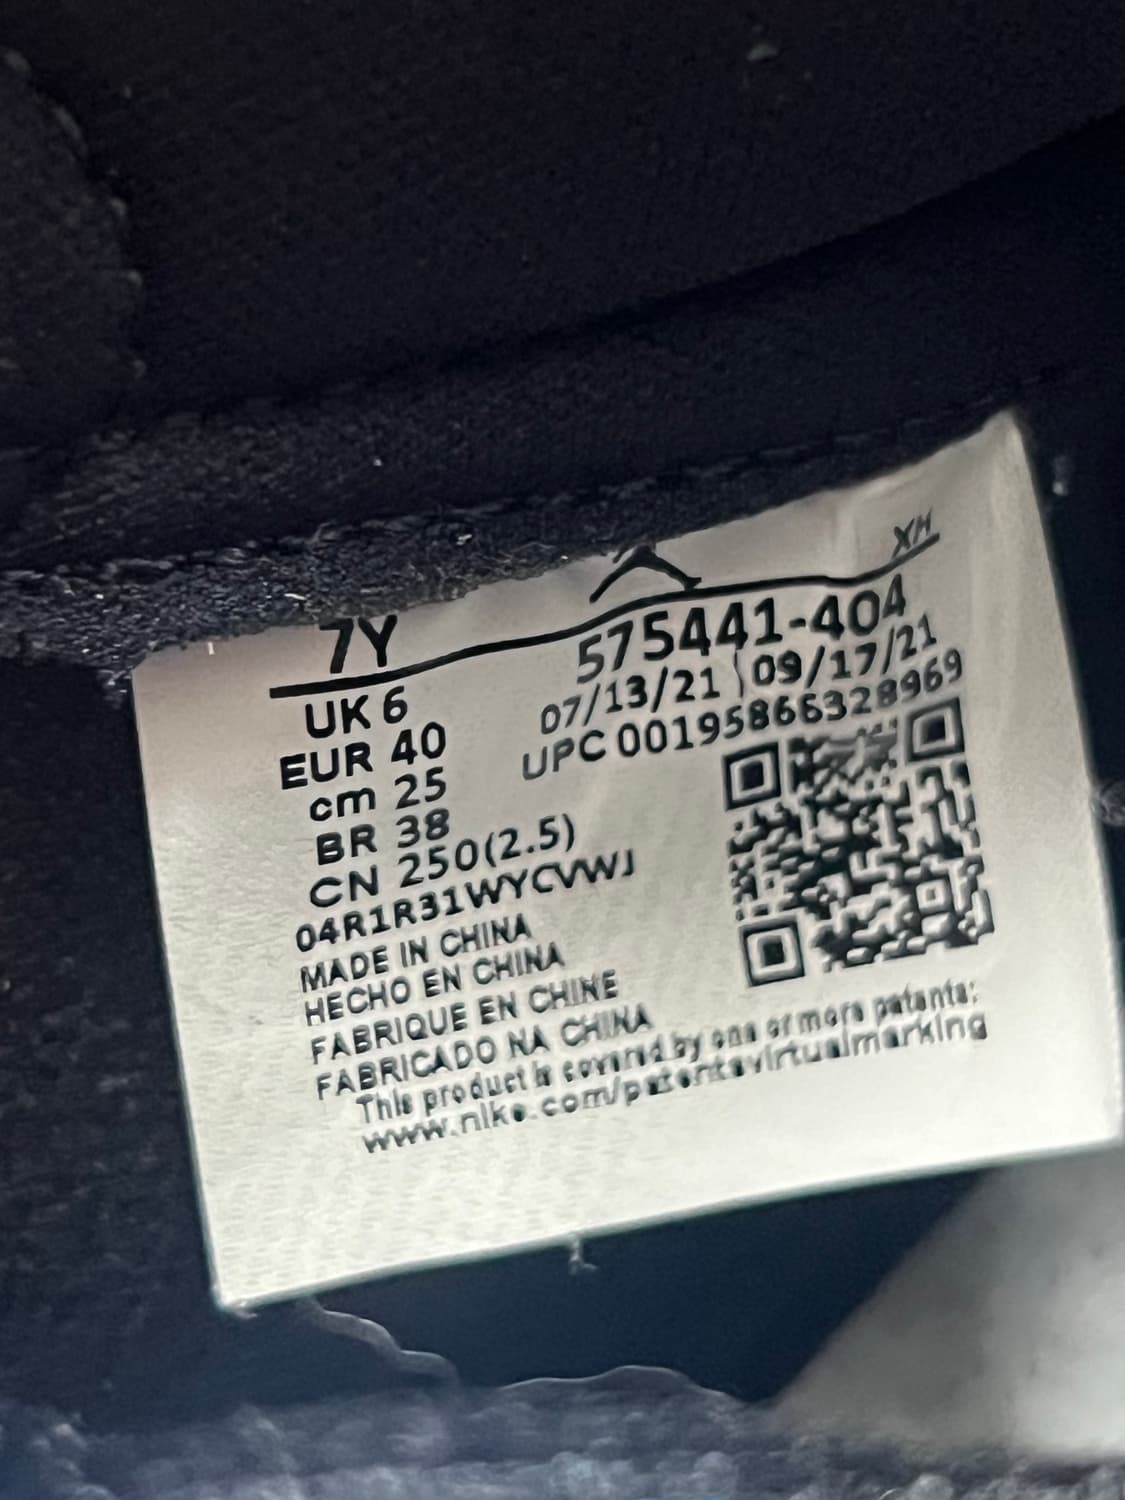 XH
7Y
575441-404
UK 6
07/13/21 09/17/21
EUR 40
UPC 00195866328969
cm 25
BR 38
CN 250(2.5)
04R1R31WYCVWJ
MADE IN CHINA
HECHO EN CHINA
FABRIQUE EN CHINE
FABRICADO NA CHINA
This product is covered by one or more patents:
www.nike.com/patentsvirtualmarking